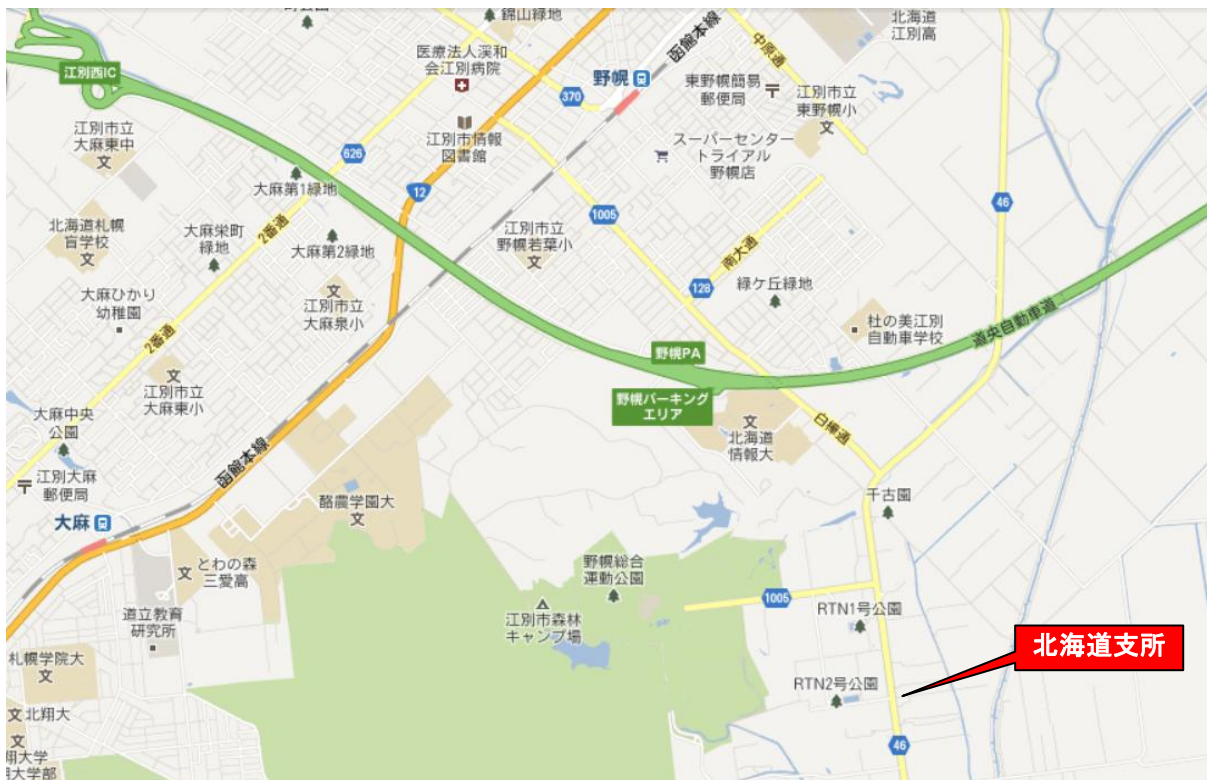 錦山緑地
北海道
江別高
医療法人渓和
会江別病院
野幌
函館本線
中原通
東野幌簡易
郵便局
江別市立
東野幌小
江別西IC
370
江別市立
大麻東中
江別市情報
図書館
スーパーセンター
トライアル
野幌店
626
大麻第1緑地
12
46
1005
北海道札幌
盲学校
大麻栄町
緑地
2番通
大麻第2緑地
江別市立
野幌若葉小
南大通
128
緑ケ丘緑地
大麻ひかり
幼稚園
江別市立
大麻泉小
杜の美江別
自動車学校
道央自動車道
2番通
野幌PA
江別市立
大麻東小
野幌パーキング
エリア
大麻中央
公園
北海道
情報大
白樺通
函館本線
江別大麻
郵便局
酪農学園大
千古園
大麻
とわの森
三愛高
野幌総合
運動公園
1005
RTN1号公園
江別市森林
キャンプ場
道立教育
研究所
北海道支所
札幌学院大
RTN2号公園
北翔大
46
翔大学